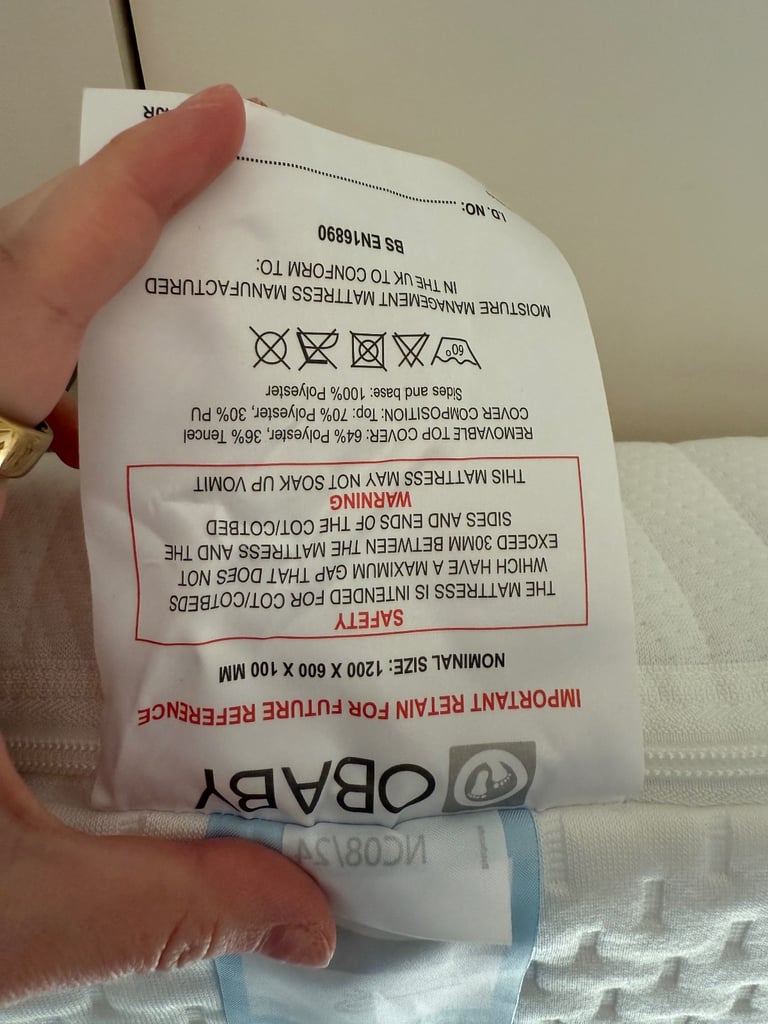 OBABY
IMPORTANT RETAIN FOR FUTURE REFERENCE
NOMINAL SIZE: 1200 X 600 X 100 MM
SAFETY
THE MATTRESS IS INTENDED FOR COT/COTBEDS
WHICH HAVE A MAXIMUM GAP THAT DOES NOT
EXCEED 30MM BETWEEN THE MATTRESS AND THE
SIDES AND ENDS OF THE COT/COTBED
WARNING
THIS MATTRESS MAY NOT SOAK UP VOMIT
REMOVABLE TOP COVER: 64% Polyester, 36% Tencel
COVER COMPOSITION: Top: 70% Polyester, 30% PU
Sides and base: 100% Polyester
60°
MOISTURE MANAGEMENT MATTRESS MANUFACTURED
IN THE UK TO CONFORM TO:
BS EN16890
I.D. NO:
NC08/24